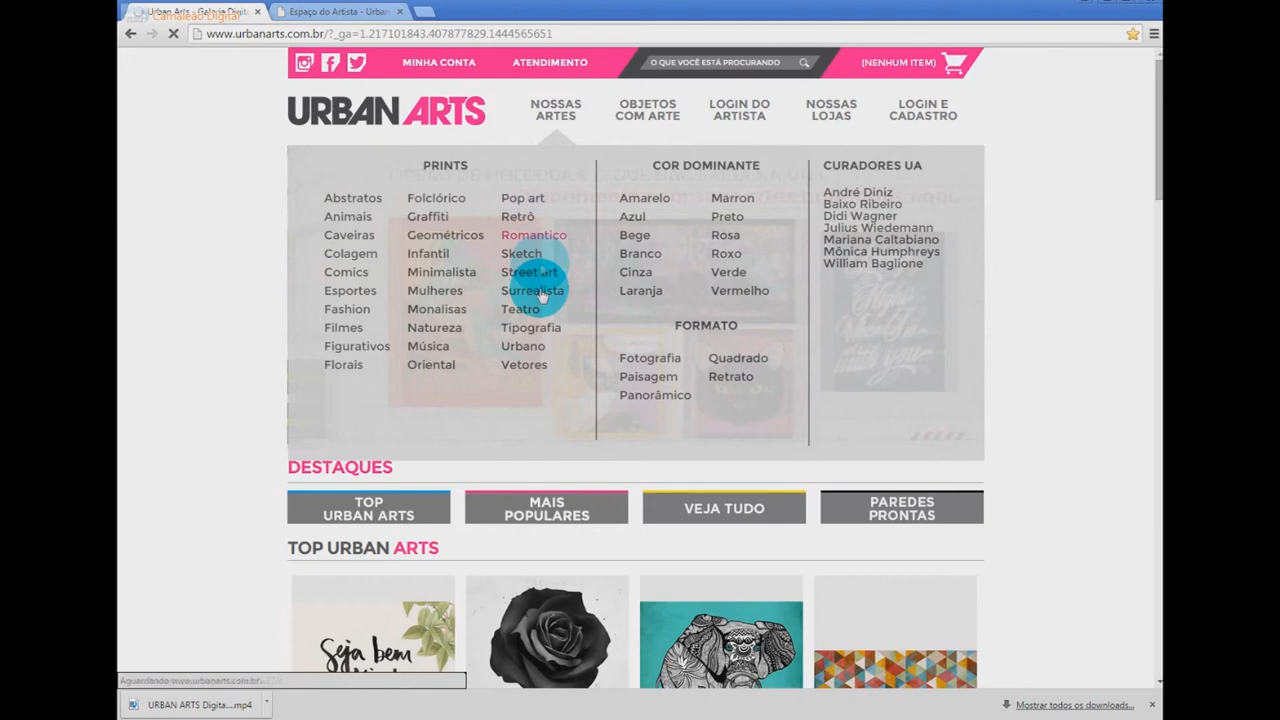 Urban Arts - Galeria Digital
Camaleão Digital
Espaço do Artista - Urban
www.urbanarts.com.br/?_ga=1.217101843.407877829.1444565651
MINHA CONTA
ATENDIMENTO
O QUE VOCÊ ESTÁ PROCURANDO
(NENHUM ITEM)
URBAN ARTS
NOSSAS
ARTES
OBJETOS
COM ARTE
LOGIN DO
ARTISTA
NOSSAS
LOJAS
LOGIN E
CADASTRO
PRINTS
Abstratos
Animais
Caveiras
Colagem
Comics
Esportes
Fashion
Filmes
Figurativos
Florais
Folclórico
Graffiti
Geométricos
Infantil
Minimalista
Mulheres
Monalisas
Natureza
Música
Oriental
Pop art
Retrô
Romantico
Sketch
Street art
Surrealista
Teatro
Tipografia
Urbano
Vetores
COR DOMINANTE
Amarelo
Azul
Bege
Branco
Cinza
Laranja
Marron
Preto
Rosa
Roxo
Verde
Vermelho
FORMATO
Fotografia
Paisagem
Panorâmico
Quadrado
Retrato
CURADORES UA
André Diniz
Baixo Ribeiro
Didi Wagner
Julius Wiedemann
Mariana Caltabiano
Mônica Humphreys
William Baglione
DESTAQUES
TOP
URBAN ARTS
MAIS
POPULARES
VEJA TUDO
PAREDES
PRONTAS
TOP URBAN ARTS
Seja bem
Aguardando www.urbanarts.com.br...
URBAN ARTS Digita....mp4
Mostrar todos os downloads...